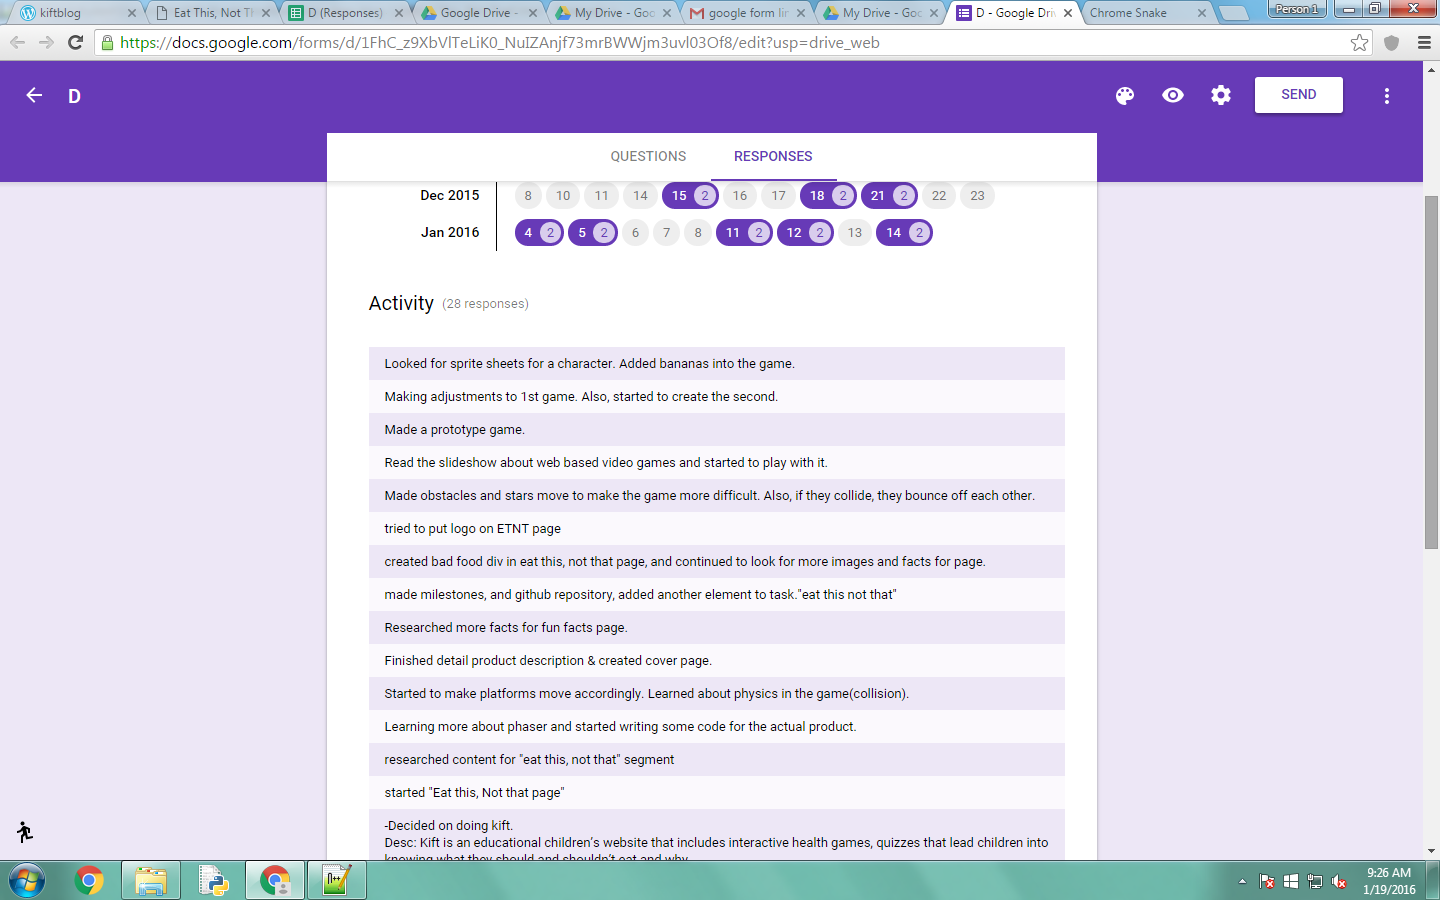 kiftblog
Eat This, Not Th
D (Responses)
Google Drive -
My Drive - Goo
google form lin
My Drive - Goo
D - Google Driv
Chrome Snake
Person 1
https://docs.google.com/forms/d/1FhC_z9XbVlTeLiK0_NuIZAnjf73mrBWWjm3uvl03Of8/edit?usp=drive_web
D
SEND
QUESTIONS RESPONSES
Dec 2015 8 10 11 14 15 2 16 17 18 2 21 2 22 23
Jan 2016 4 2 5 2 6 7 8 11 2 12 2 13 14 2
Activity (28 responses)
Looked for sprite sheets for a character. Added bananas into the game.
Making adjustments to 1st game. Also, started to create the second.
Made a prototype game.
Read the slideshow about web based video games and started to play with it.
Made obstacles and stars move to make the game more difficult. Also, if they collide, they bounce off each other.
tried to put logo on ETNT page
created bad food div in eat this, not that page, and continued to look for more images and facts for page.
made milestones, and github repository, added another element to task."eat this not that"
Researched more facts for fun facts page.
Finished detail product description & created cover page.
Started to make platforms move accordingly. Learned about physics in the game(collision).
Learning more about phaser and started writing some code for the actual product.
researched content for "eat this, not that" segment
started "Eat this, Not that page"
-Decided on doing kift.
Desc: Kift is an educational children’s website that includes interactive health games, quizzes that lead children into
knowing what they should and shouldn’t eat and why
9:26 AM
1/19/2016